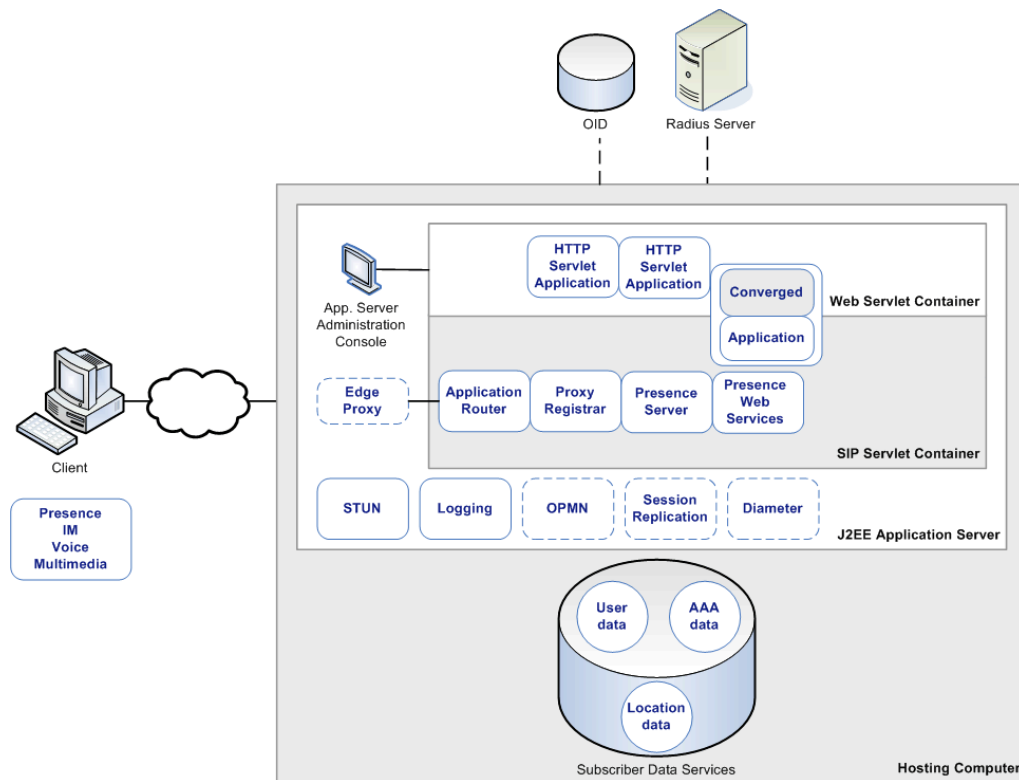 OID
Radius Server
HTTP
Servlet
Application
HTTP
Servlet
Application
Converged
Application
Web Servlet Container
App. Server
Administration
Console
Edge
Proxy
Application
Router
Proxy
Registrar
Presence
Server
Presence
Web
Services
SIP Servlet Container
Client
Presence
IM
Voice
Multimedia
STUN
Logging
OPMN
Session
Replication
Diameter
J2EE Application Server
User
data
AAA
data
Location
data
Subscriber Data Services
Hosting Computer